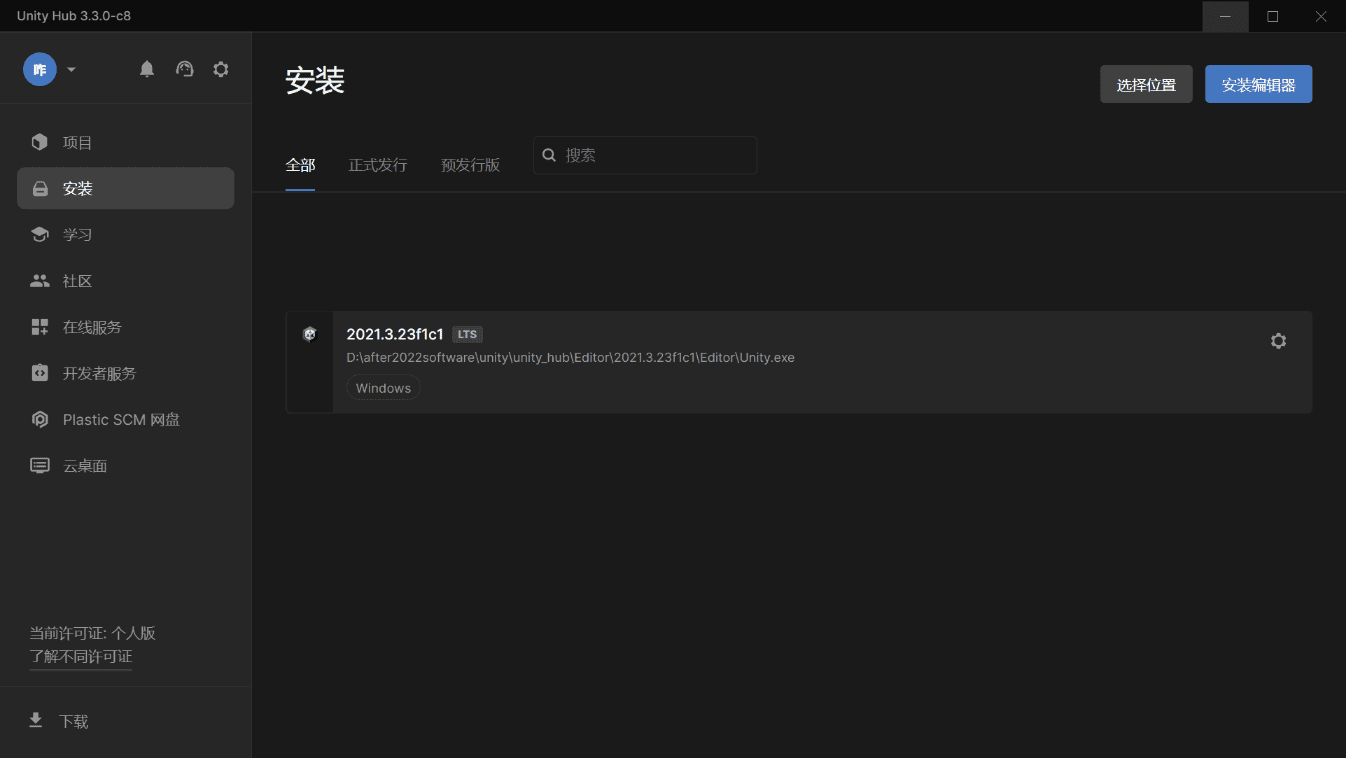 Unity Hub 3.3.0-c8
昨
项目
安装
学习
社区
在线服务
开发者服务
Plastic SCM 网盘
云桌面
当前许可证: 个人版
了解不同许可证
下载
安装
选择位置
安装编辑器
全部
正式发行
预发行版
搜索
2021.3.23f1c1 LTS
D:\after2022software\unity\unity_hub\Editor\2021.3.23f1c1\Editor\Unity.exe
Windows